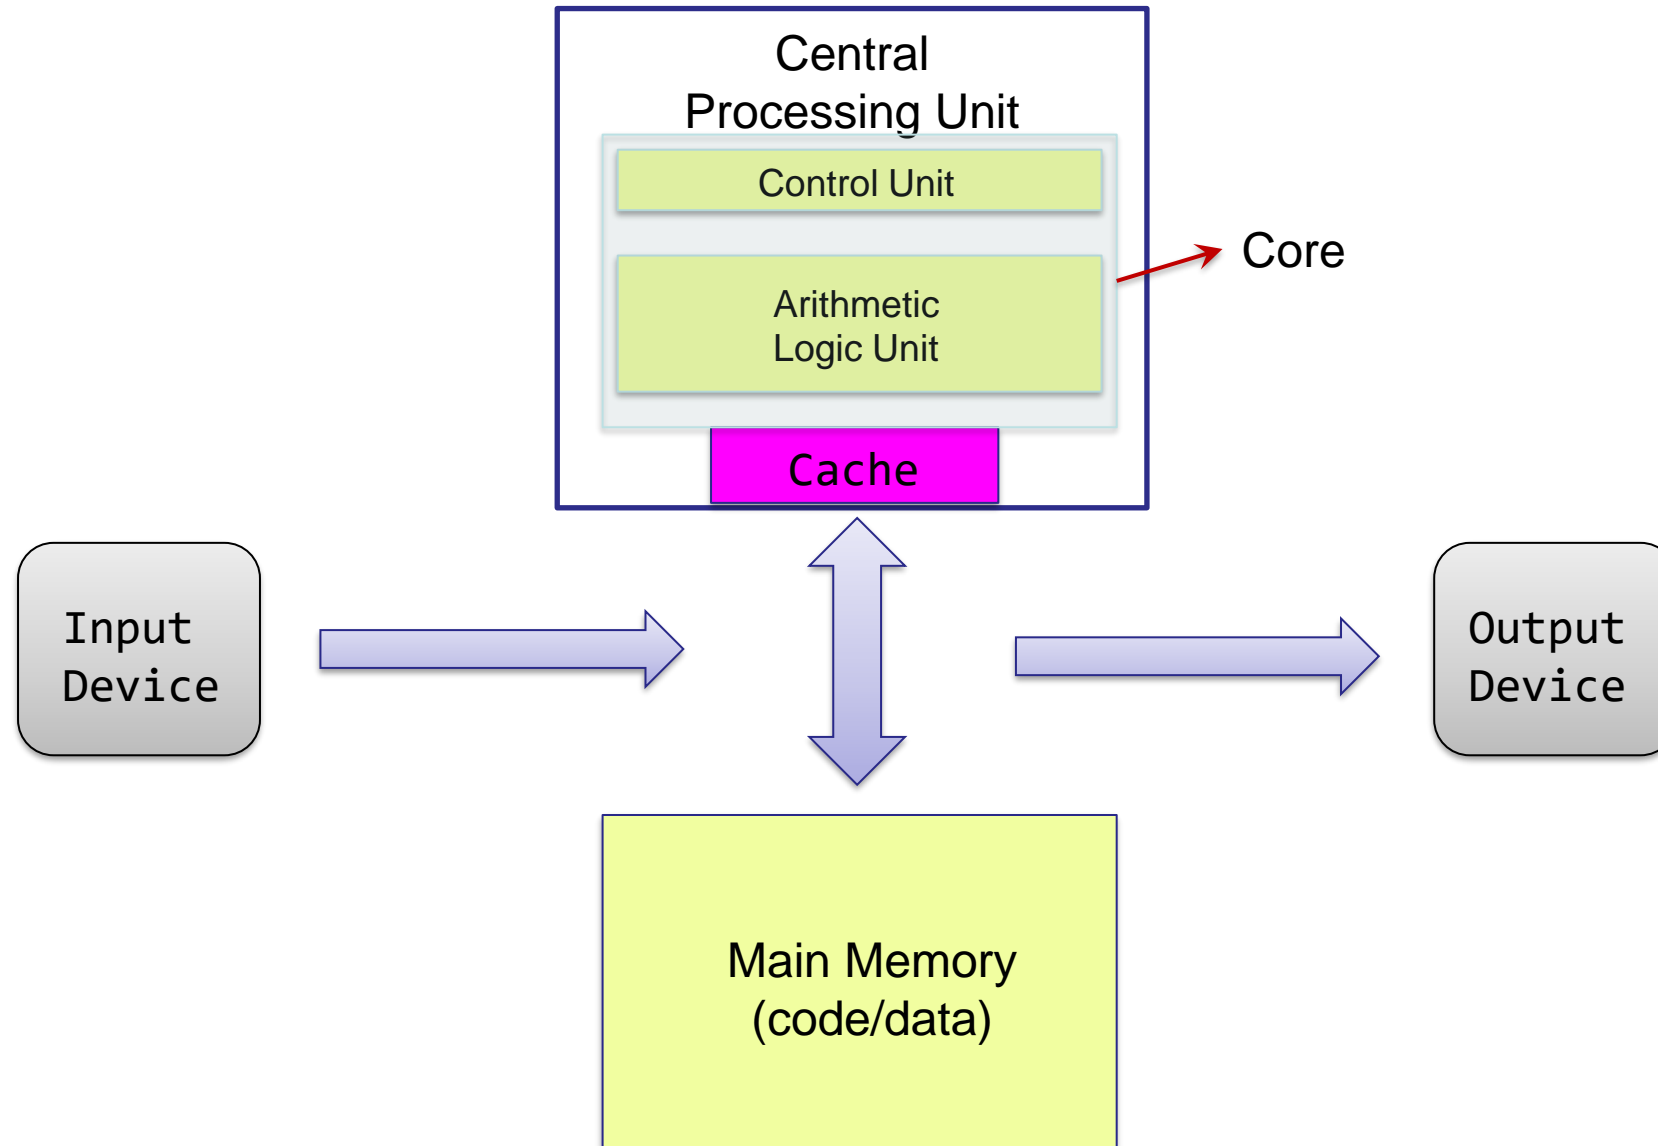 Central
Processing Unit
Control Unit
Core
Arithmetic
Logic Unit
Cache
Input
Device
Output
Device
Main Memory
(code/data)